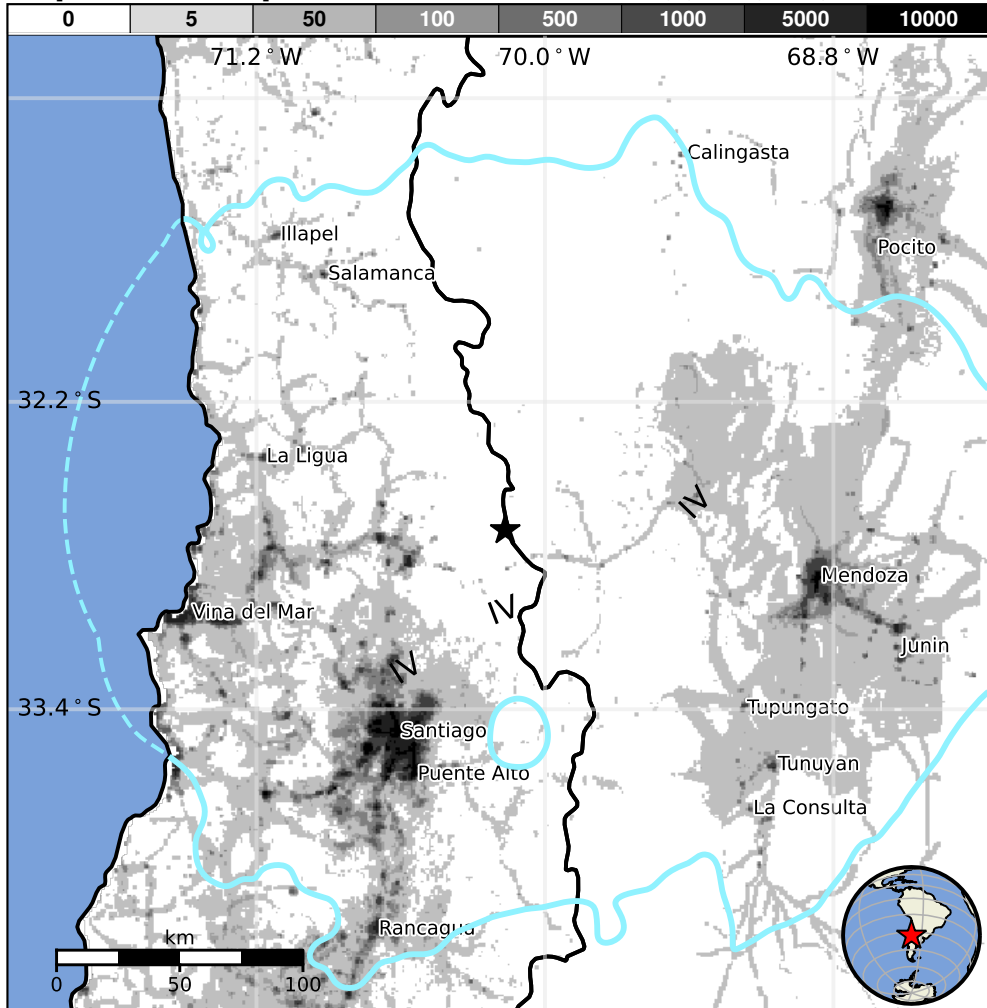 0 5 50 100 500 1000 5000 10000
71.2°W 70.0°W 68.8°W
Calingasta
Illapel
Pocito
Salamanca
32.2°S
La Ligua
IV
Mendoza
Vina del Mar
IV
Junin
IV
33.4°S
Tupungato
Santiago
Tunuyan
Puente Alto
La Consulta
Rancagua
km
0 50 100